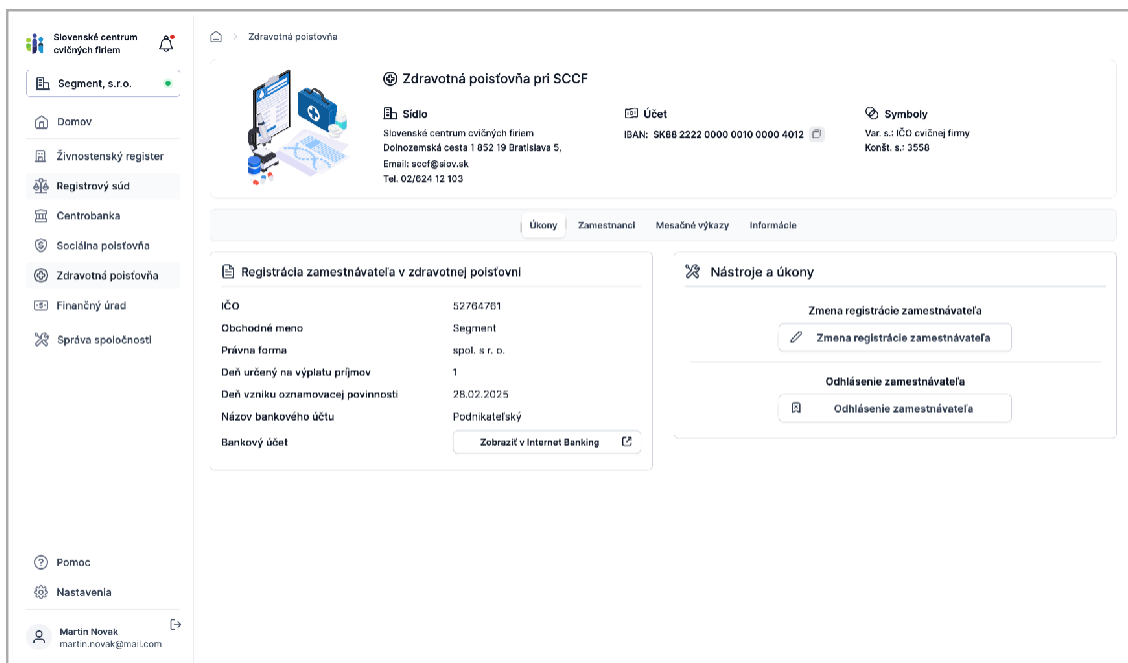 Slovenské centrum
cvičných firiem
Segment, s.r.o.
Domov
Živnostenský register
Registrový súd
Centrobanka
Sociálna poisťovňa
Zdravotná poisťovňa
Finančný úrad
Správa spoločnosti
Pomoc
Nastavenia
Martin Novak
martin.novak@mail.com
Zdravotná poisťovňa
Zdravotná poisťovňa pri SCCF
Sídlo
Slovenské centrum cvičných firiem
Dolnozemská cesta 1 852 19 Bratislava 5,
Email: sccf@siov.sk
Tel. 02/624 12 103
Účet
IBAN: SK88 2222 0000 0010 0000 4012
Symboly
Var. s.: IČO cvičnej firmy
Konšt. s.: 3558
Úkony Zamestnanci Mesačné výkazy Informácie
Registrácia zamestnávateľa v zdravotnej poisťovni
IČO 52764761
Obchodné meno Segment
Právna forma spol. s r. o.
Deň určený na výplatu príjmov 1
Deň vzniku oznamovacej povinnosti 28.02.2025
Názov bankového účtu Podnikateľský
Bankový účet Zobraziť v Internet Banking
Nástroje a úkony
Zmena registrácie zamestnávateľa
Zmena registrácie zamestnávateľa
Odhlásenie zamestnávateľa
Odhlásenie zamestnávateľa